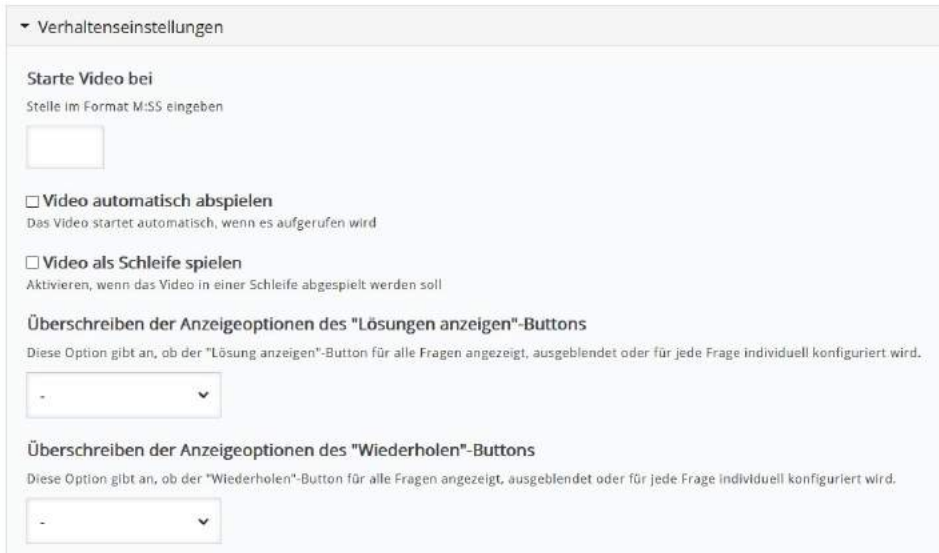 Verhaltenseinstellungen
Starte Video bei
Stelle im Format M:SS eingeben
Video automatisch abspielen
Das Video startet automatisch, wenn es aufgerufen wird
Video als Schleife spielen
Aktivieren, wenn das Video in einer Schleife abgespielt werden soll
Überschreiben der Anzeigeoptionen des "Lösungen anzeigen"-Buttons
Diese Option gibt an, ob der "Lösung anzeigen"-Button für alle Fragen angezeigt, ausgeblendet oder für jede Frage individuell konfiguriert wird.
-
Überschreiben der Anzeigeoptionen des "Wiederholen"-Buttons
Diese Option gibt an, ob der "Wiederholen"-Button für alle Fragen angezeigt, ausgeblendet oder für jede Frage individuell konfiguriert wird.
-